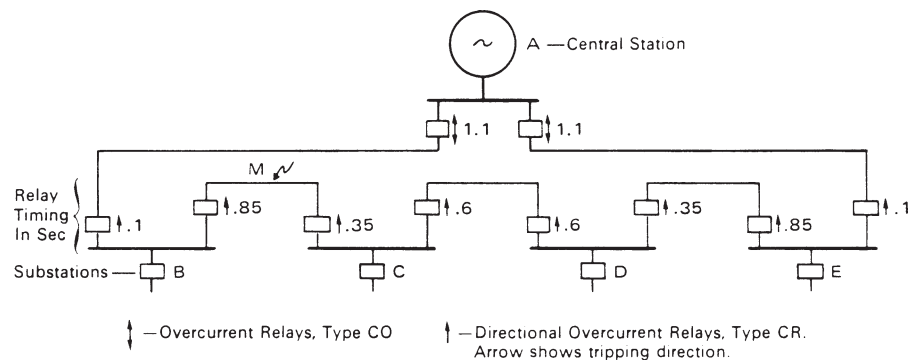 A — Central Station
1.1 1.1
M
Relay
Timing
In Sec
.1 .85 .35 .6 .6 .35 .85 .1
Substations — B C D E
— Overcurrent Relays, Type CO
— Directional Overcurrent Relays, Type CR.
Arrow shows tripping direction.